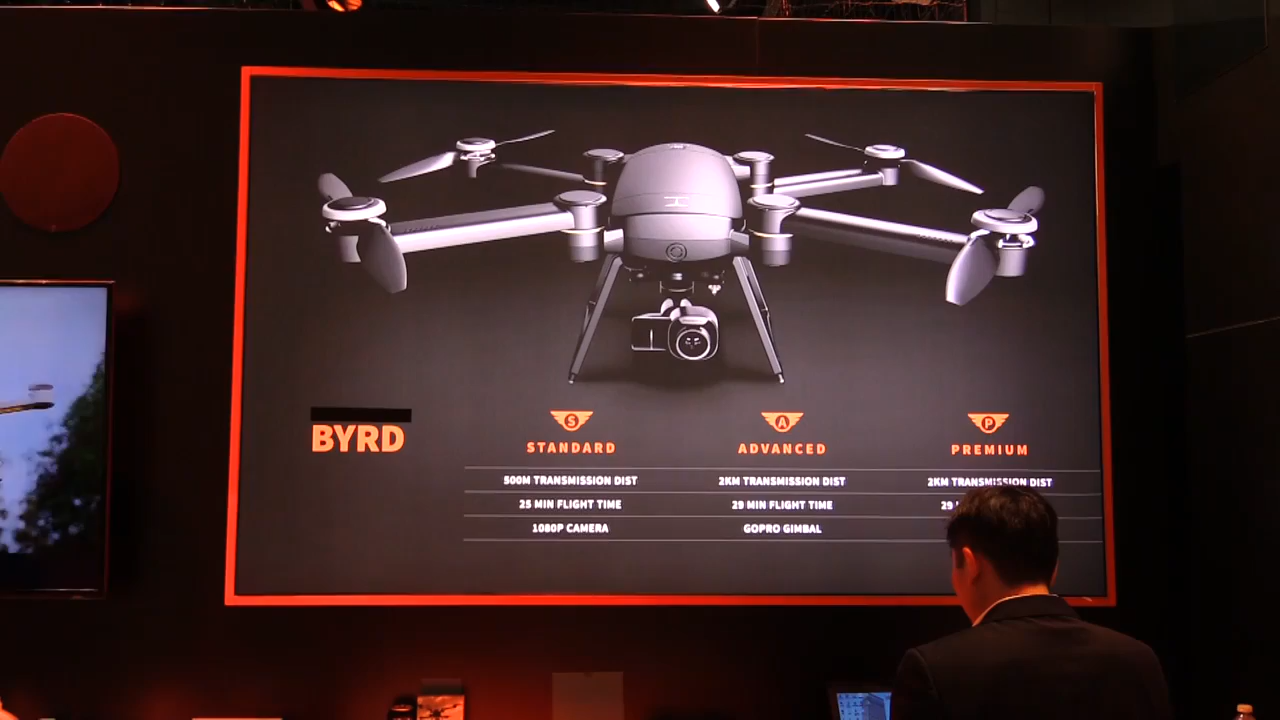 BYRD
S A P
STANDARD ADVANCED PREMIUM
500M TRANSMISSION DIST 2KM TRANSMISSION DIST 2KM TRANSMISSION DIST
25 MIN FLIGHT TIME 29 MIN FLIGHT TIME 29
1080P CAMERA GOPRO GIMBAL